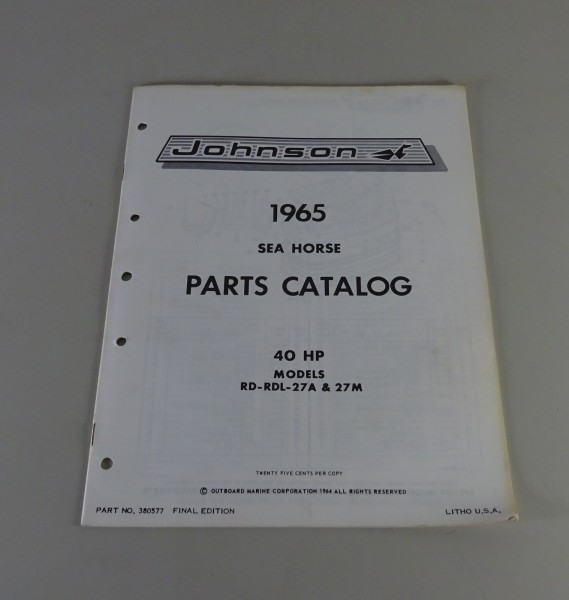 Johnson
1965
SEA HORSE
PARTS CATALOG
40 HP
MODELS
RD-RDL-27A & 27M
TWENTY FIVE CENTS PER COPY
© OUTBOARD MARINE CORPORATION 1964 ALL RIGHTS RESERVED
PART NO. 380577 FINAL EDITION LITHO U.S.A.